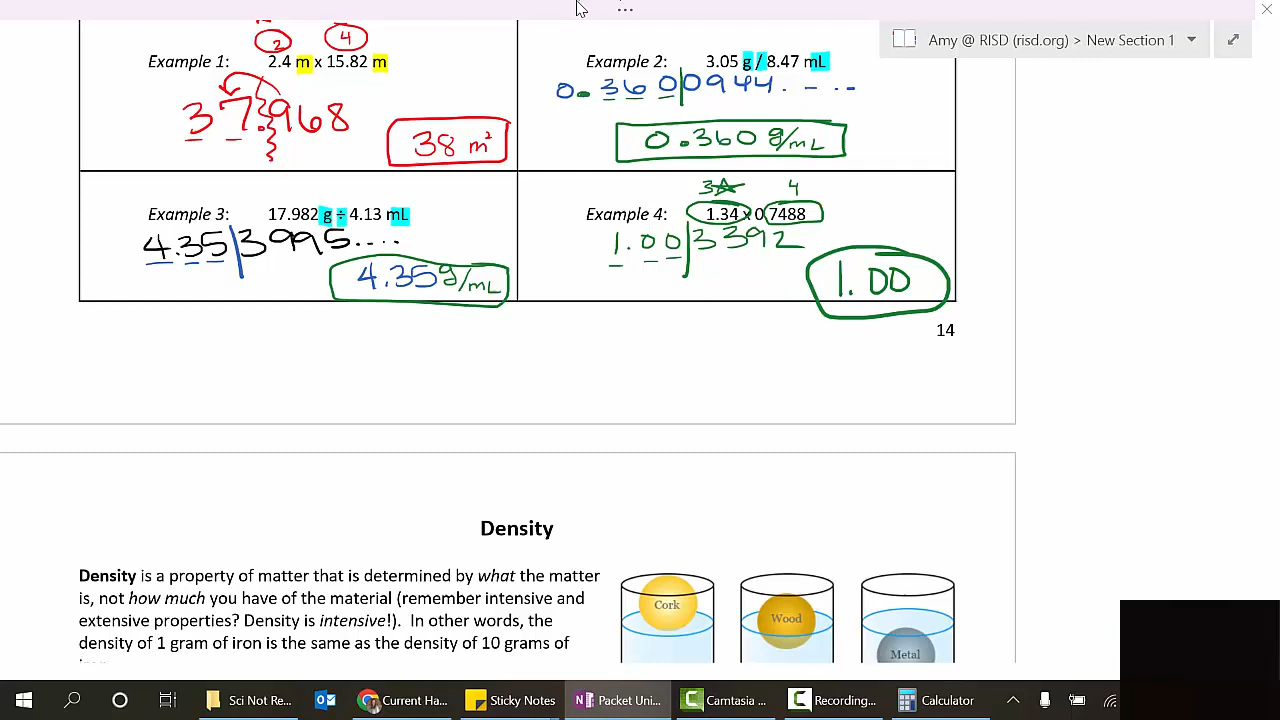 ...
Amy @ RISD (risd.org) > New Section 1
2 4
Example 1: 2.4 m x 15.82 m
37.968
38 m²
Example 2: 3.05 g / 8.47 mL
0.3600944. - - ..
0.360 g/mL
Example 3: 17.982 g ÷ 4.13 mL
4.35|3995....
4.35 g/mL
3☆ 4
Example 4: 1.34 x 0.7488
1.00|3392
1.00
14
Density
Density is a property of matter that is determined by what the matter
is, not how much you have of the material (remember intensive and
extensive properties? Density is intensive!). In other words, the
density of 1 gram of iron is the same as the density of 10 grams of
Cork
Wood
Metal
Sci Not Re...
Current Ha...
Sticky Notes
Packet Uni...
Camtasia ...
Recording...
Calculator